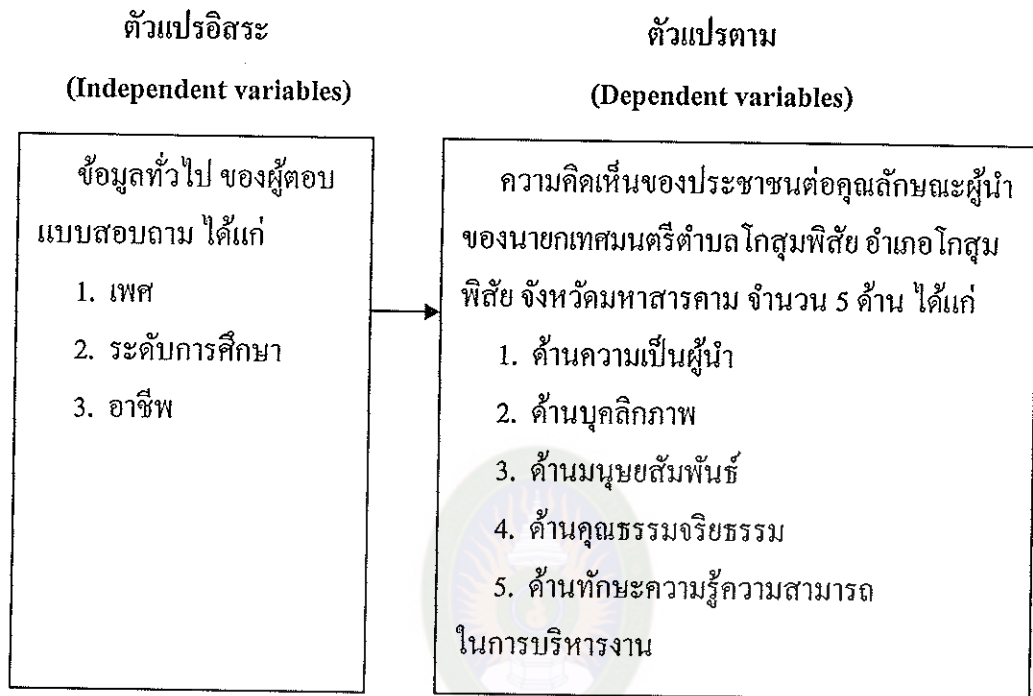 ตัวแปรอิสระ
(Independent variables)
ข้อมูลทั่วไป ของผู้ตอบ
แบบสอบถาม ได้แก่
1. เพศ
2. ระดับการศึกษา
3. อาชีพ
ตัวแปรตาม
(Dependent variables)
ความคิดเห็นของประชาชนต่อคุณลักษณะผู้นำ
ของนายกเทศมนตรีตำบลโกสุมพิสัย อำเภอโกสุม
พิสัย จังหวัดมหาสารคาม จำนวน 5 ด้าน ได้แก่
1. ด้านความเป็นผู้นำ
2. ด้านบุคลิกภาพ
3. ด้านมนุษยสัมพันธ์
4. ด้านคุณธรรมจริยธรรม
5. ด้านทักษะความรู้ความสามารถ
ในการบริหารงาน